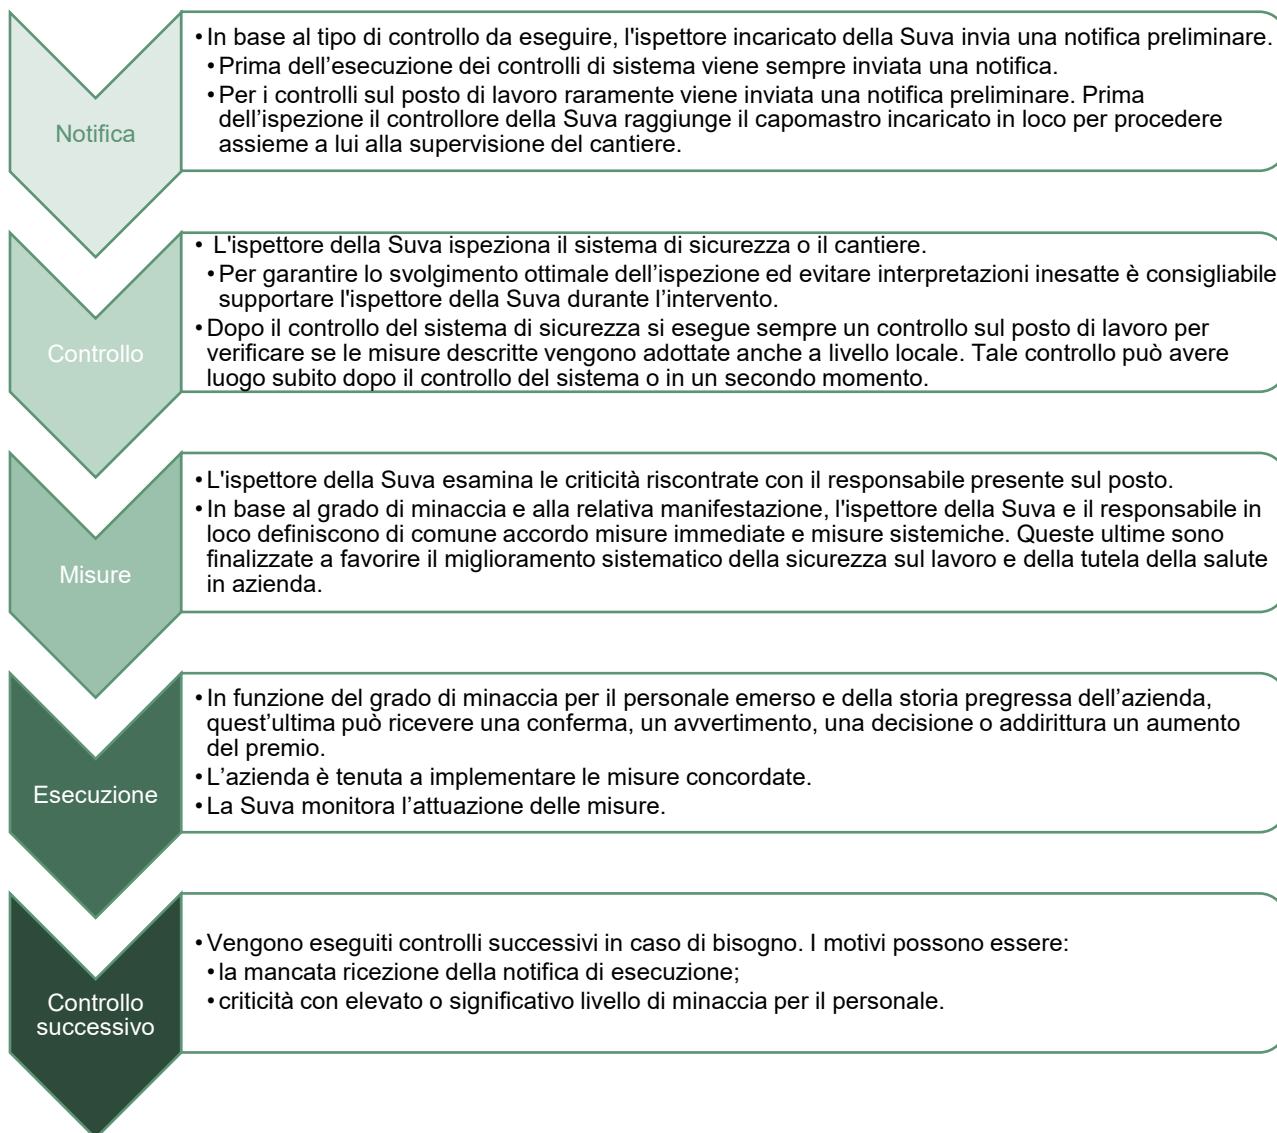 Notifica
• In base al tipo di controllo da eseguire, l'ispettore incaricato della Suva invia una notifica preliminare.
• Prima dell’esecuzione dei controlli di sistema viene sempre inviata una notifica.
• Per i controlli sul posto di lavoro raramente viene inviata una notifica preliminare. Prima
dell’ispezione il controllore della Suva raggiunge il capomastro incaricato in loco per procedere
assieme a lui alla supervisione del cantiere.
Controllo
• L'ispettore della Suva ispeziona il sistema di sicurezza o il cantiere.
• Per garantire lo svolgimento ottimale dell’ispezione ed evitare interpretazioni inesatte è consigliabile
supportare l'ispettore della Suva durante l’intervento.
• Dopo il controllo del sistema di sicurezza si esegue sempre un controllo sul posto di lavoro per
verificare se le misure descritte vengono adottate anche a livello locale. Tale controllo può avere
luogo subito dopo il controllo del sistema o in un secondo momento.
Misure
• L'ispettore della Suva esamina le criticità riscontrate con il responsabile presente sul posto.
• In base al grado di minaccia e alla relativa manifestazione, l'ispettore della Suva e il responsabile in
loco definiscono di comune accordo misure immediate e misure sistemiche. Queste ultime sono
finalizzate a favorire il miglioramento sistematico della sicurezza sul lavoro e della tutela della salute
in azienda.
Esecuzione
• In funzione del grado di minaccia per il personale emerso e della storia pregressa dell’azienda,
quest’ultima può ricevere una conferma, un avvertimento, una decisione o addirittura un aumento
del premio.
• L’azienda è tenuta a implementare le misure concordate.
• La Suva monitora l’attuazione delle misure.
Controllo
successivo
• Vengono eseguiti controlli successivi in caso di bisogno. I motivi possono essere:
• la mancata ricezione della notifica di esecuzione;
• criticità con elevato o significativo livello di minaccia per il personale.